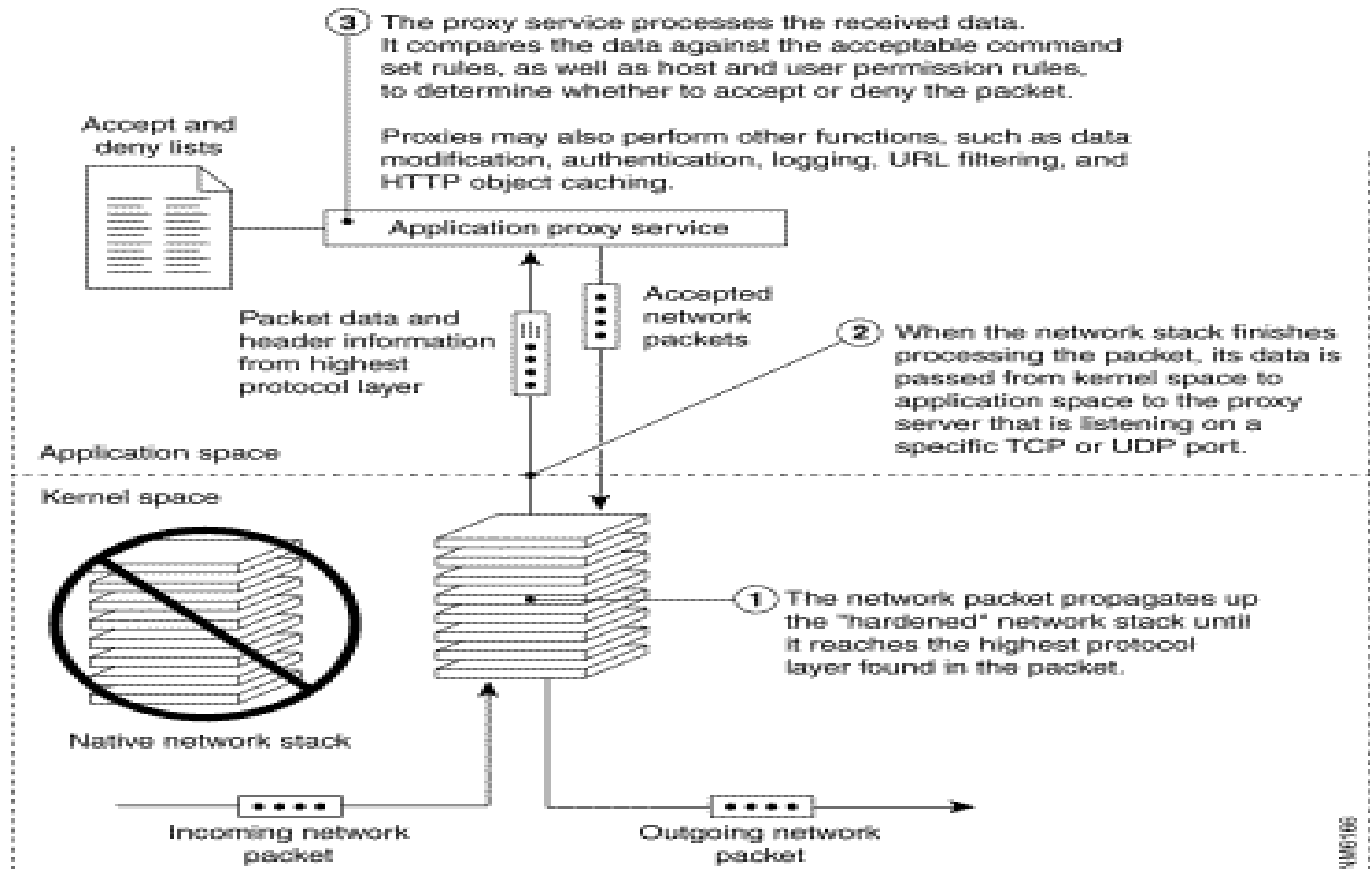 3 The proxy service processes the received data.
It compares the data against the acceptable command
set rules, as well as host and user permission rules,
to determine whether to accept or deny the packet.
Proxies may also perform other functions, such as data
modification, authentication, logging, URL filtering, and
HTTP object caching.
Accept and
deny lists
Application proxy service
Packet data and
header information
from highest
protocol layer
Accepted
network
packets
2 When the network stack finishes
processing the packet, its data is
passed from kernel space to
application space to the proxy
server that is listening on a
specific TCP or UDP port.
Application space
Kernel space
1 The network packet propagates up
the "hardened" network stack until
it reaches the highest protocol
layer found in the packet.
Native network stack
Incoming network
packet
Outgoing network
packet
NM6166